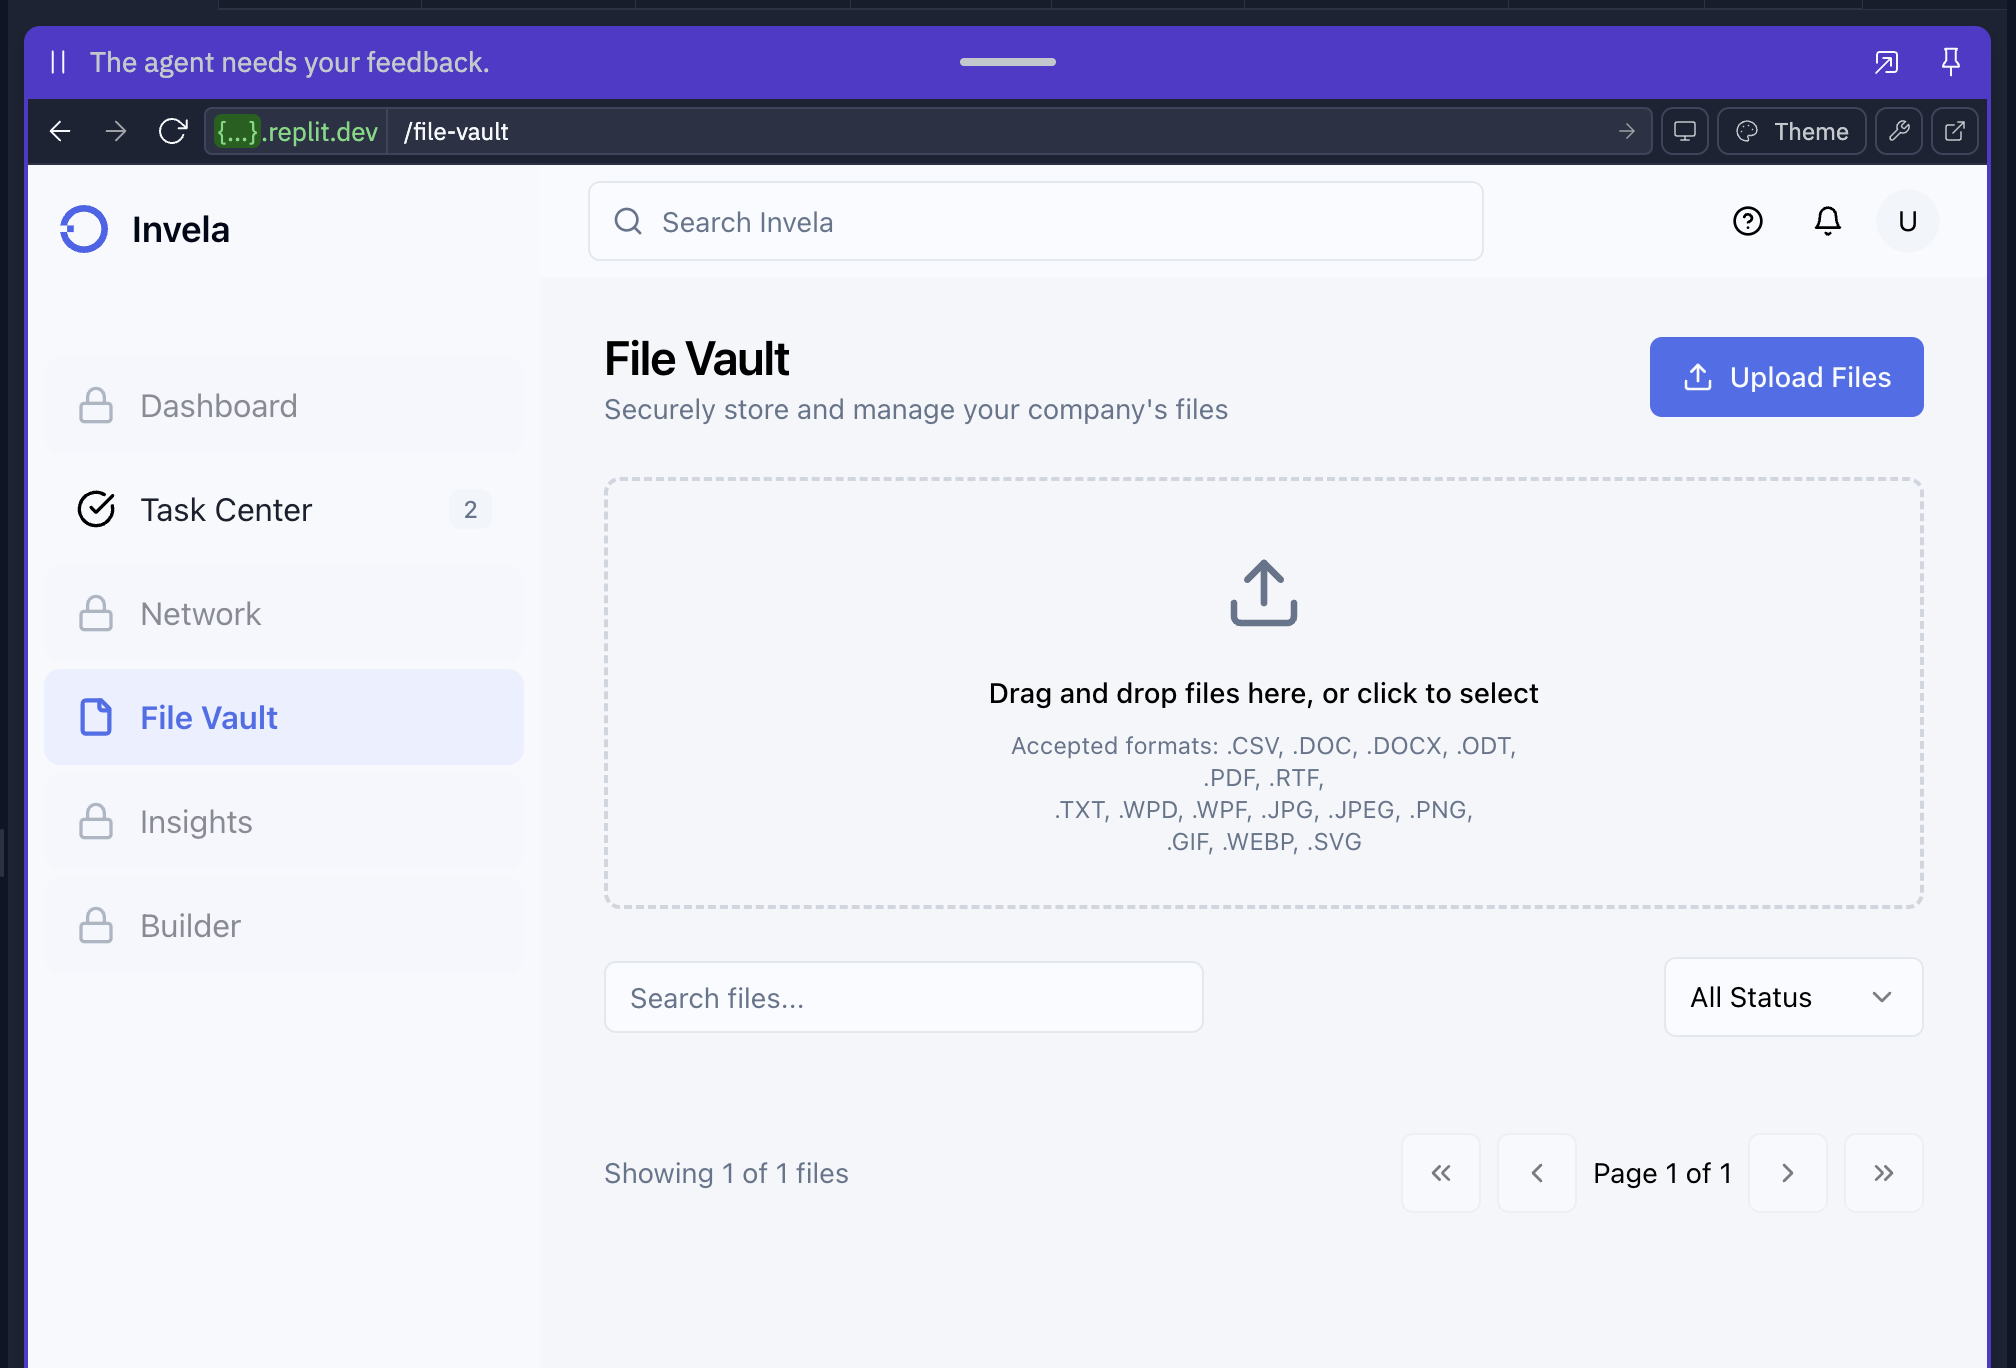 The agent needs your feedback.
{...}.replit.dev /file-vault
Theme
Invela
Search Invela
U
Dashboard
Task Center 2
Network
File Vault
Insights
Builder
File Vault
Securely store and manage your company's files
Upload Files
Drag and drop files here, or click to select
Accepted formats: .CSV, .DOC, .DOCX, .ODT,
.PDF, .RTF,
.TXT, .WPD, .WPF, .JPG, .JPEG, .PNG,
.GIF, .WEBP, .SVG
Search files...
All Status
Showing 1 of 1 files
Page 1 of 1